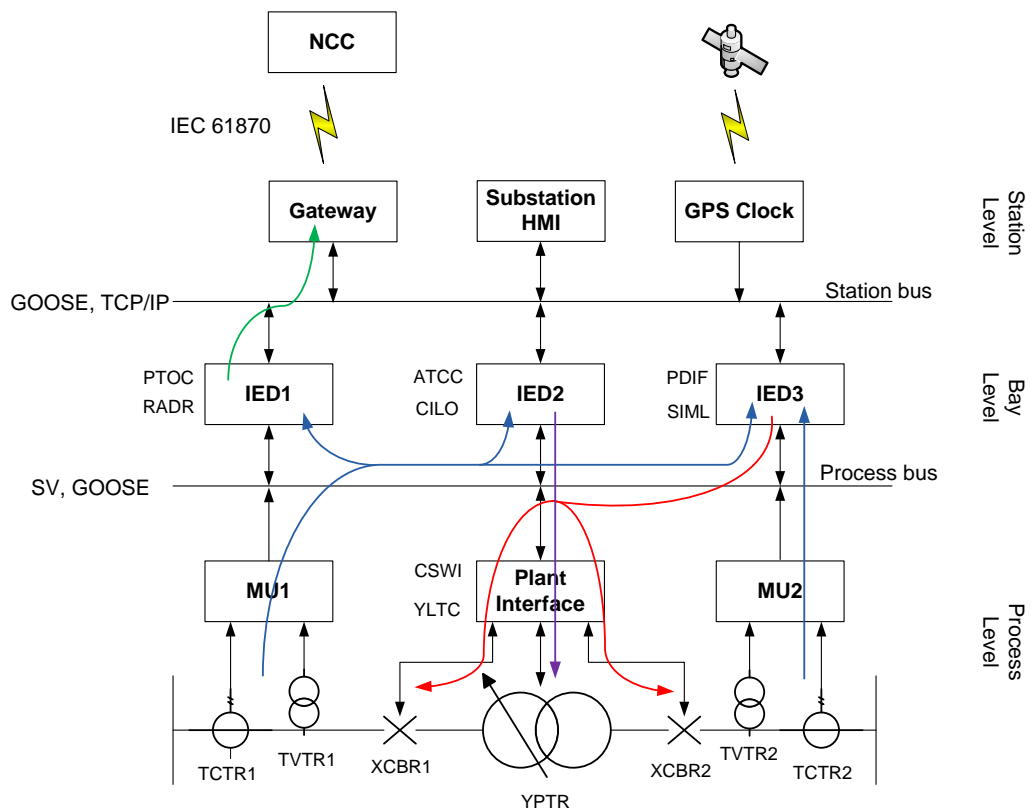 NCC
IEC 61870
Gateway
Substation
HMI
GPS Clock
Station
Level
GOOSE, TCP/IP
Station bus
PTOC
RADR
IED1
ATCC
CILO
IED2
PDIF
SIML
IED3
Bay
Level
SV, GOOSE
Process bus
MU1
CSWI
YLTC
Plant
Interface
MU2
Process
Level
TCTR1
TVTR1
XCBR1
YPTR
XCBR2
TVTR2
TCTR2